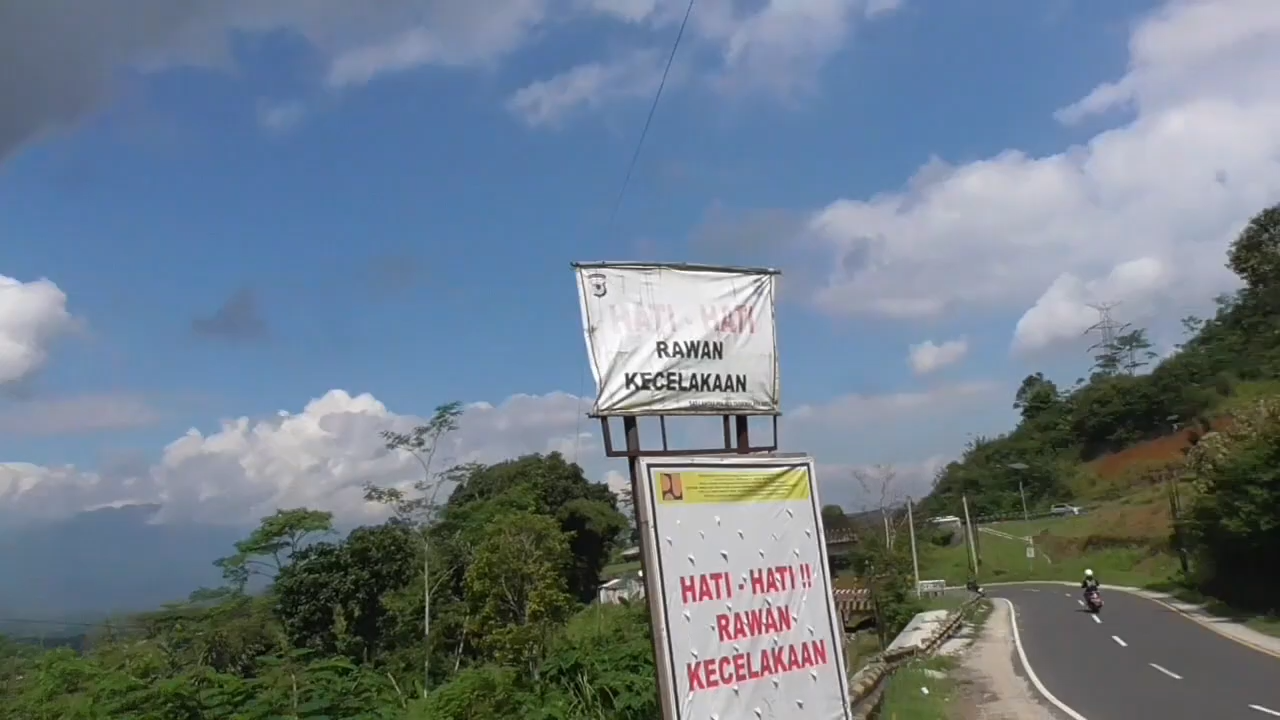 HATI - HATI
RAWAN
KECELAKAAN
HATI - HATI !!
RAWAN
KECELAKAAN